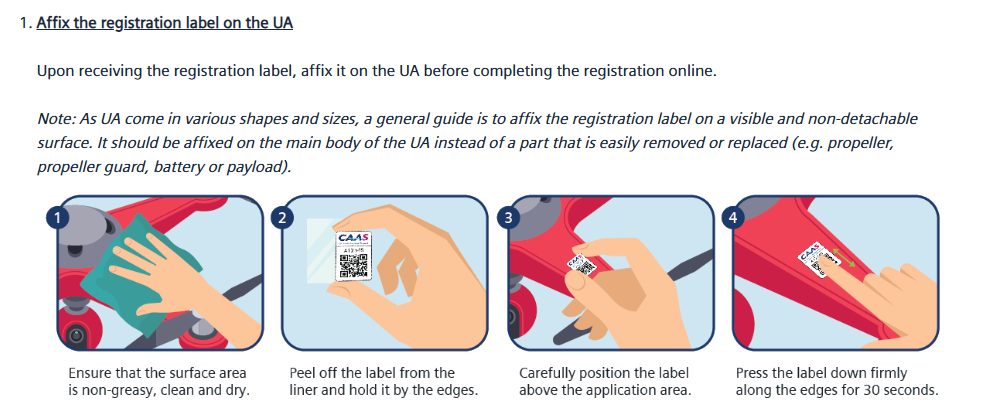 1. Affix the registration label on the UA
Upon receiving the registration label, affix it on the UA before completing the registration online.
Note: As UA come in various shapes and sizes, a general guide is to affix the registration label on a visible and non-detachable
surface. It should be affixed on the main body of the UA instead of a part that is easily removed or replaced (e.g. propeller,
propeller guard, battery or payload).
1
2
3
4
CAAS
CAAS
CAAS
Ensure that the surface area
is non-greasy, clean and dry.
Peel off the label from the
liner and hold it by the edges.
Carefully position the label
above the application area.
Press the label down firmly
along the edges for 30 seconds.